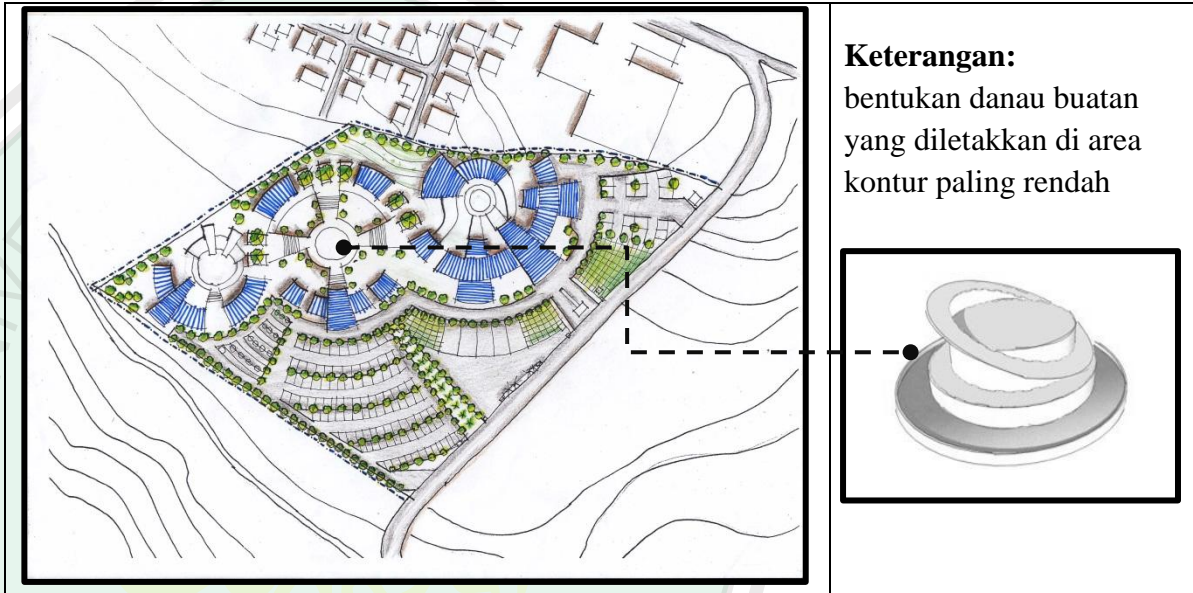 Keterangan:
bentukan danau buatan
yang diletakkan di area
kontur paling rendah